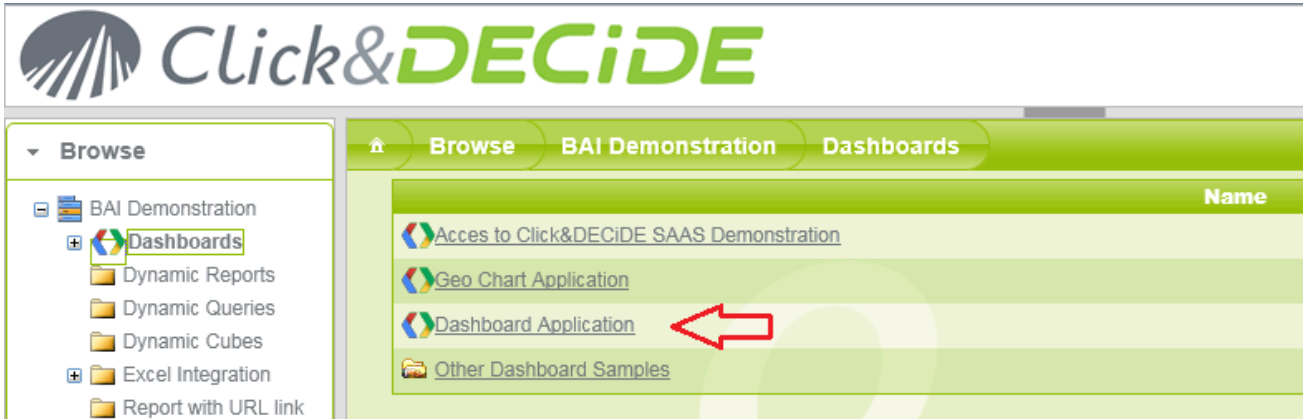 Click&DECiDE
Browse
BAI Demonstration
Dashboards
Dynamic Reports
Dynamic Queries
Dynamic Cubes
Excel Integration
Report with URL link
Browse BAI Demonstration Dashboards
Name
Acces to Click&DECiDE SAAS Demonstration
Geo Chart Application
Dashboard Application
Other Dashboard Samples